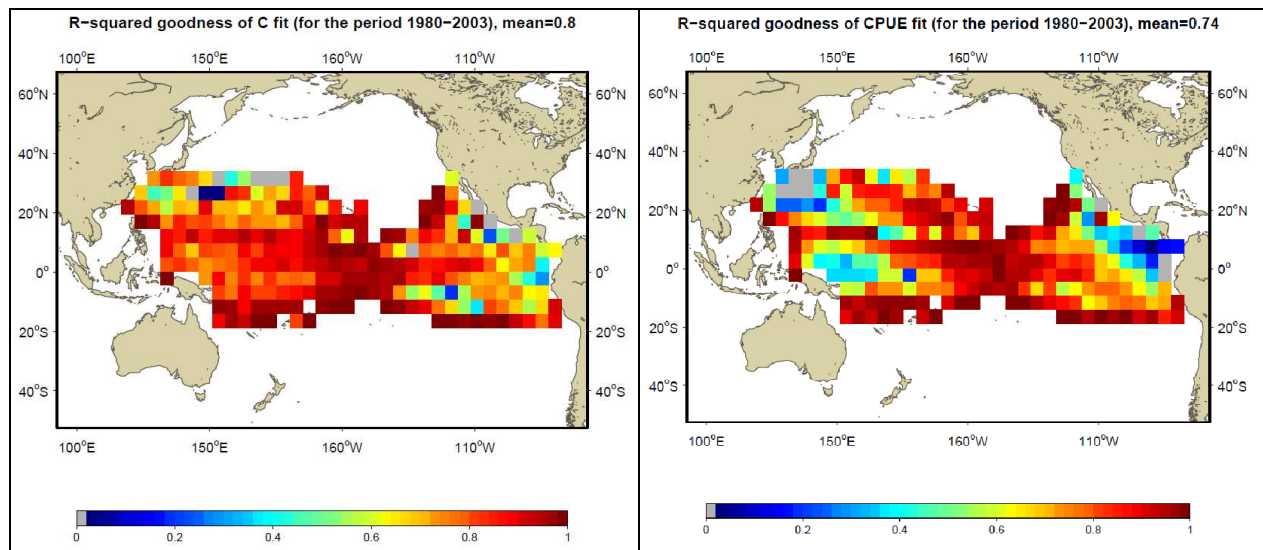 R−squared goodness of C fit (for the period 1980−2003), mean=0.8
100°E 150°E 160°W 110°W
60°N 60°N
40°N 40°N
20°N 20°N
0° 0°
20°S 20°S
40°S 40°S
100°E 150°E 160°W 110°W
0 0.2 0.4 0.6 0.8 1
R−squared goodness of CPUE fit (for the period 1980−2003), mean=0.74
100°E 150°E 160°W 110°W
60°N 60°N
40°N 40°N
20°N 20°N
0° 0°
20°S 20°S
40°S 40°S
100°E 150°E 160°W 110°W
0 0.2 0.4 0.6 0.8 1